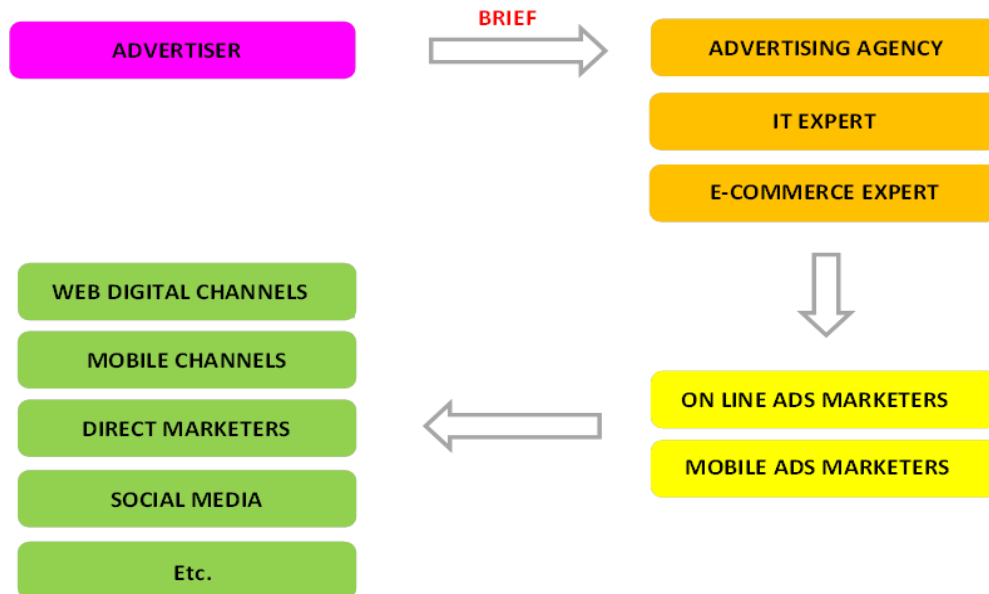 BRIEF
ADVERTISER
ADVERTISING AGENCY
IT EXPERT
E-COMMERCE EXPERT
WEB DIGITAL CHANNELS
MOBILE CHANNELS
DIRECT MARKETERS
SOCIAL MEDIA
Etc.
ON LINE ADS MARKETERS
MOBILE ADS MARKETERS